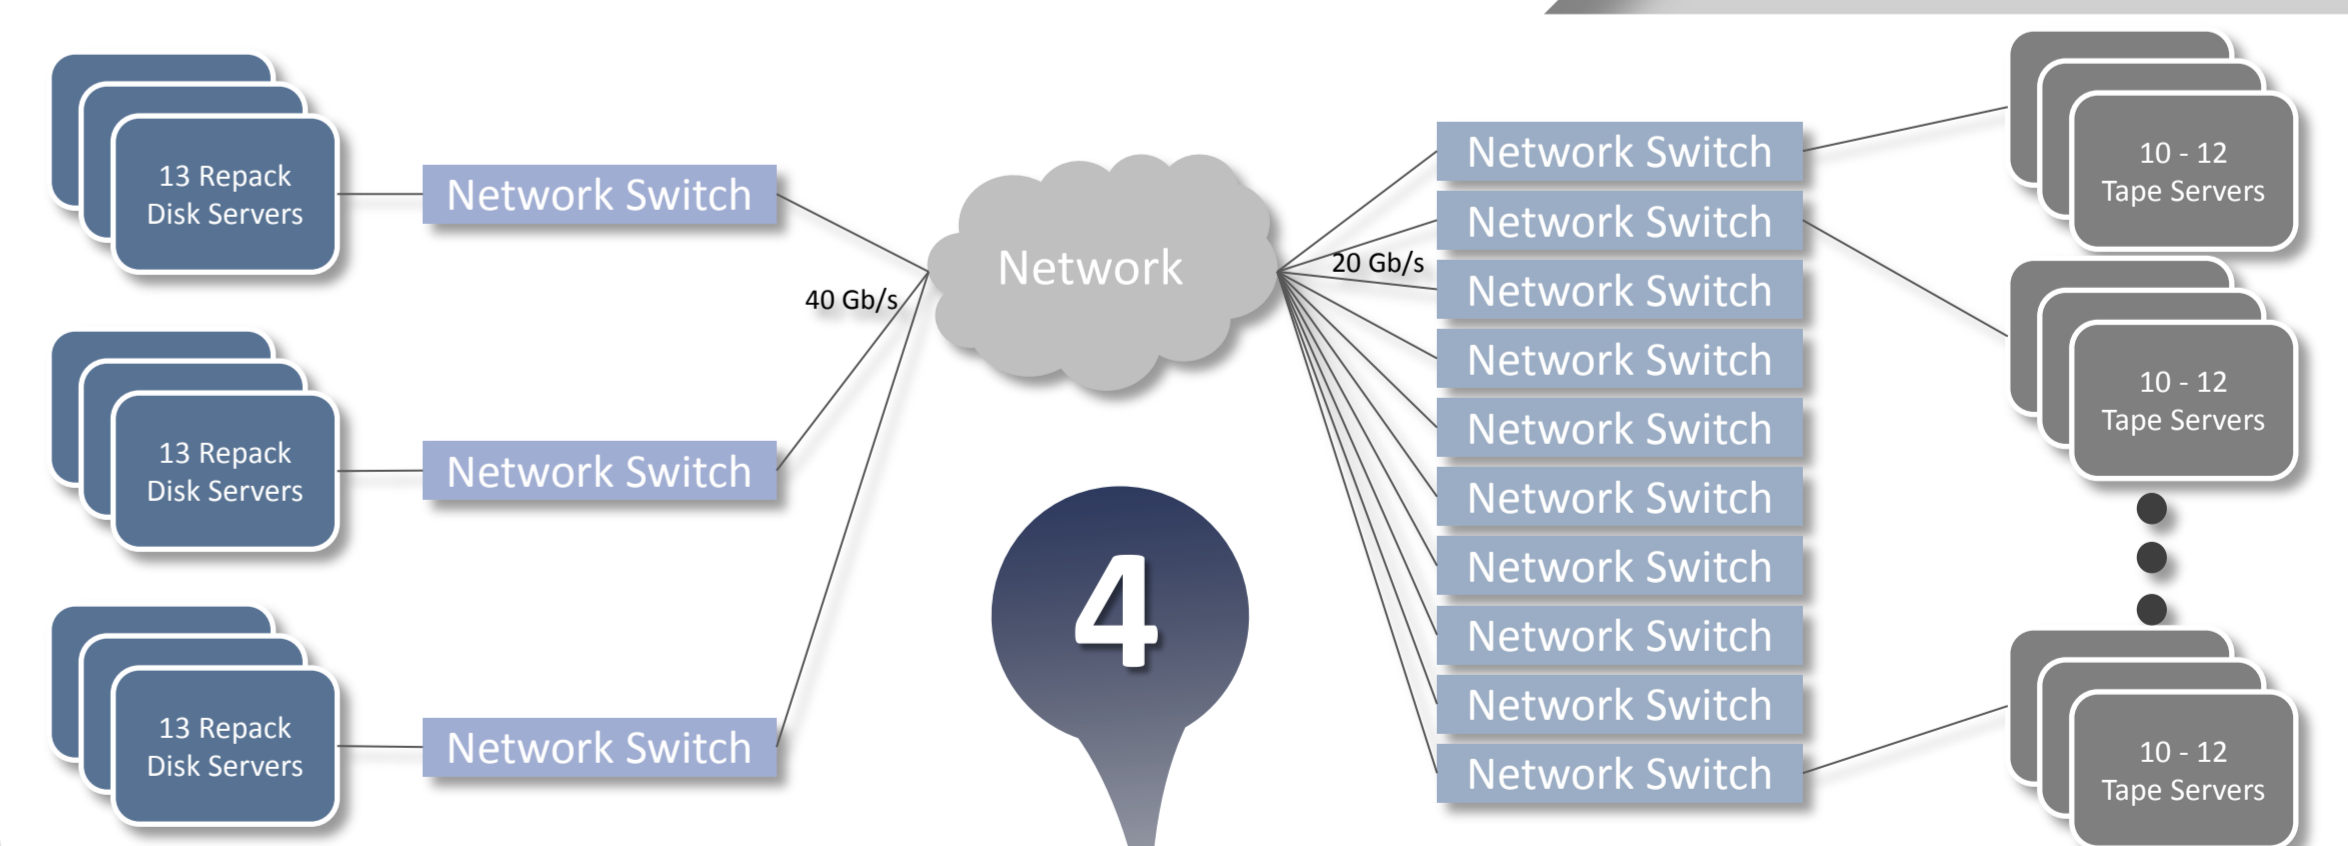 13 Repack
Disk Servers
Network Switch
13 Repack
Disk Servers
Network Switch
13 Repack
Disk Servers
Network Switch
40 Gb/s
Network
4
20 Gb/s
Network Switch
Network Switch
Network Switch
Network Switch
Network Switch
Network Switch
Network Switch
Network Switch
Network Switch
Network Switch
10 - 12
Tape Servers
10 - 12
Tape Servers
10 - 12
Tape Servers